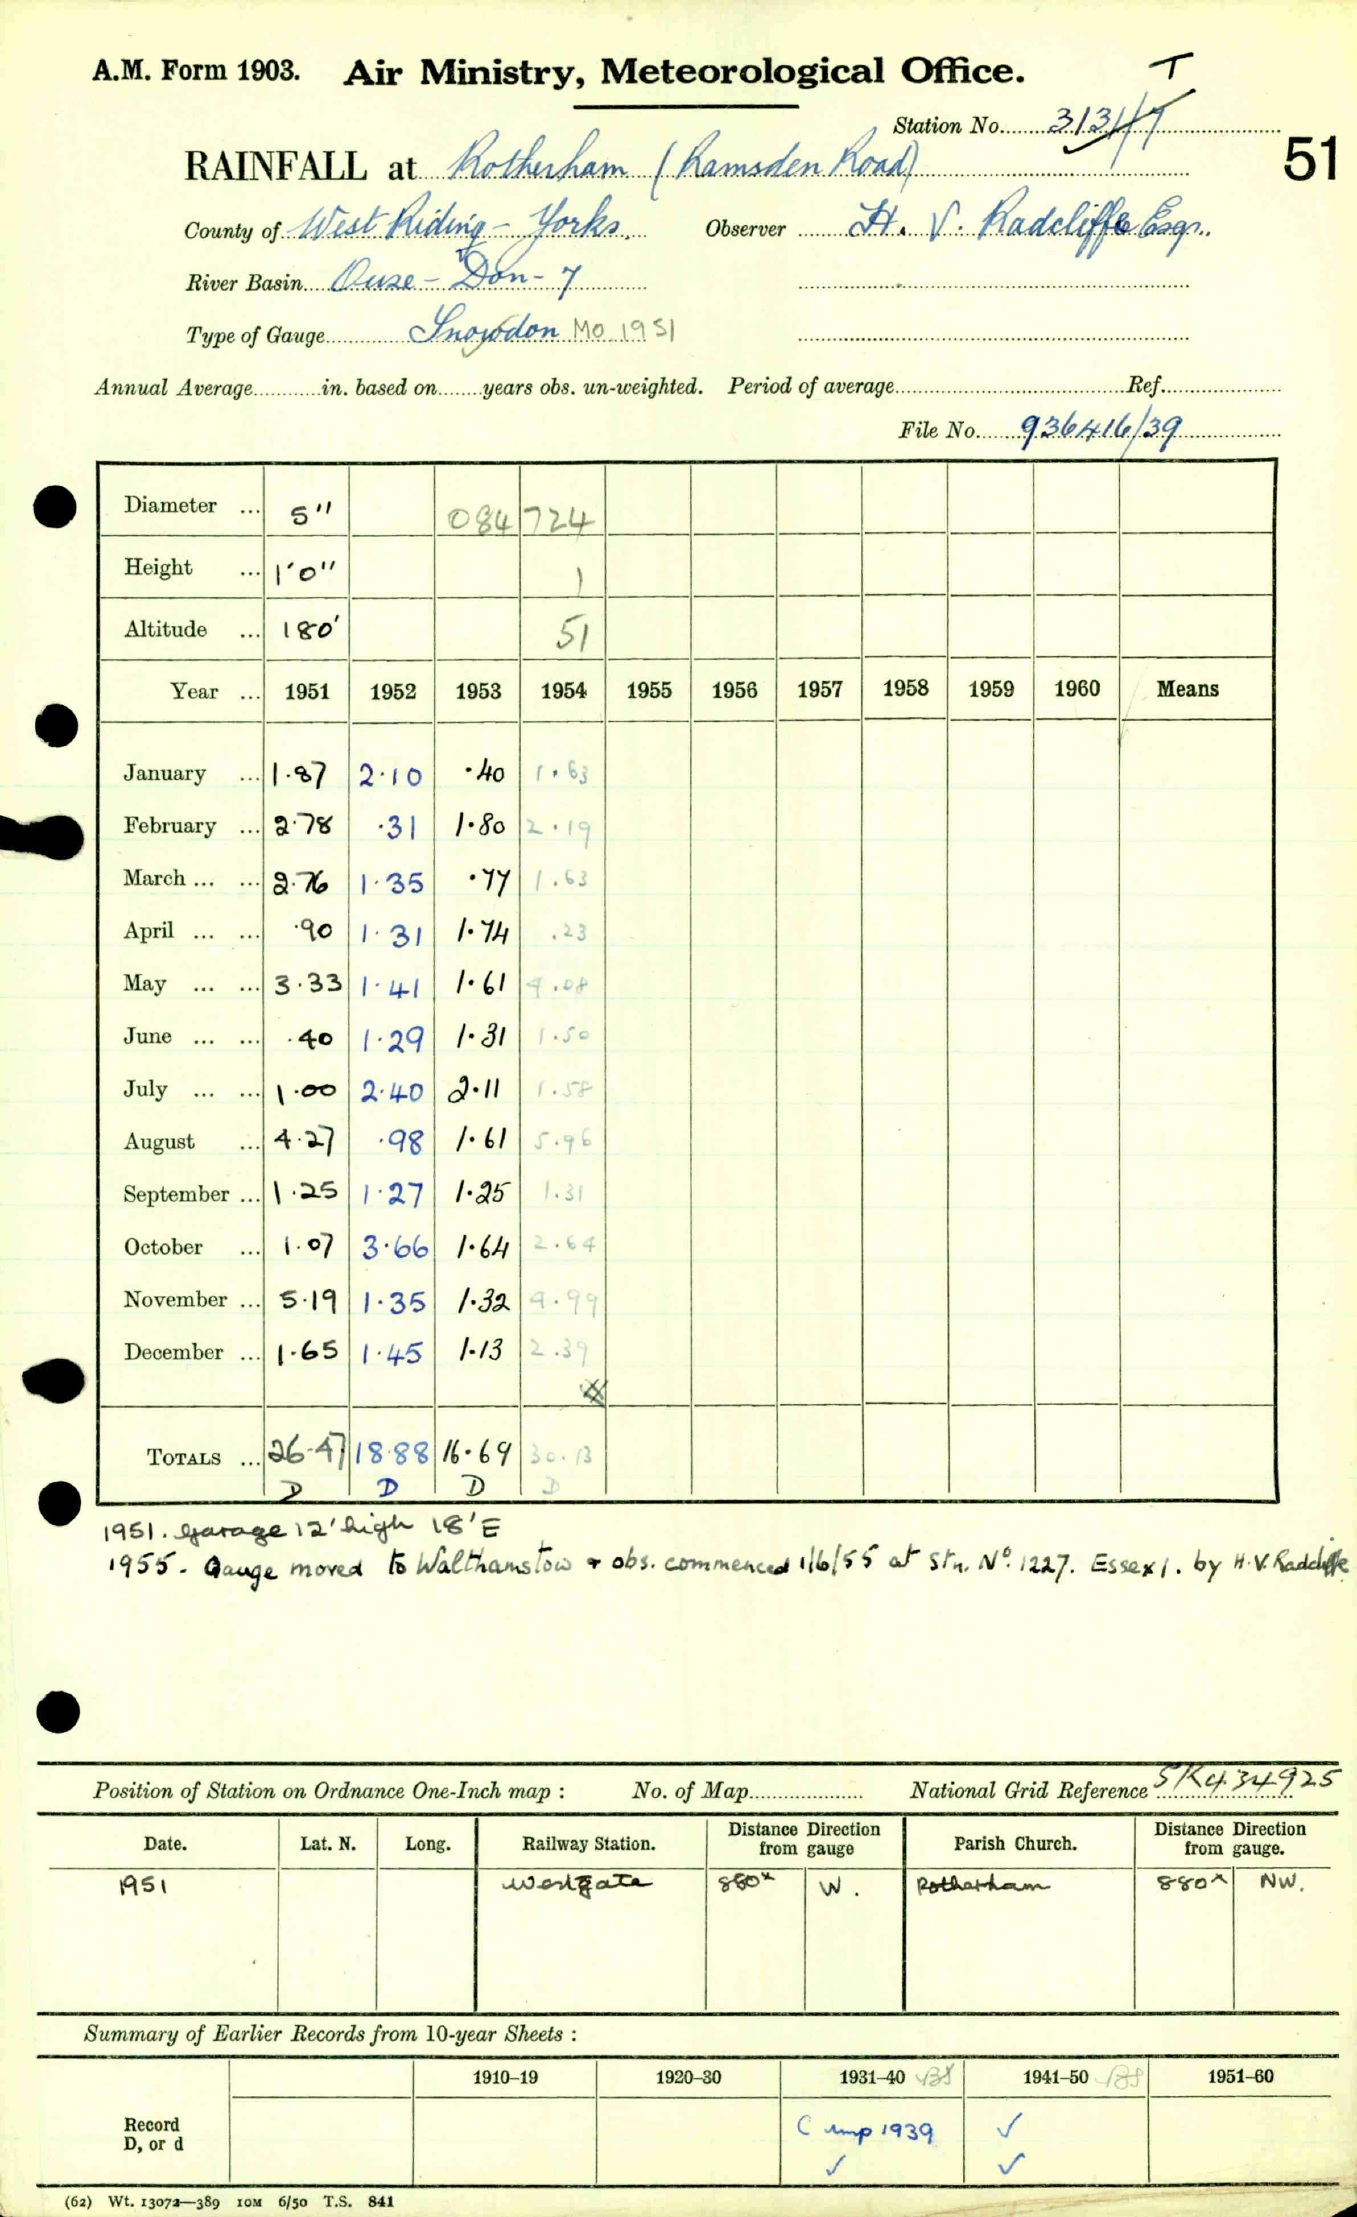 A.M. Form 1903. Air Ministry, Meteorological Office.
T
Station No. 3131/7
51
RAINFALL at Rotherham (Ramsden Road)
County of West Riding - Yorks. Observer H. V. Radcliffe Esqr.
River Basin Ouse - Don - 7
Type of Gauge Snowdon MO 1951
Annual Average in. based on years obs. un-weighted. Period of average Ref.
File No. 936416/39
Diameter ... 5" 084 724
Height ... 1'0" 1
Altitude ... 180' 51
Year ... 1951 1952 1953 1954 1955 1956 1957 1958 1959 1960 Means
January ... 1.87 2.10 .40 1.63
February ... 2.78 .31 1.80 2.19
March ... ... 2.76 1.35 .77 1.63
April ... ... .90 1.31 1.74 .23
May ... ... 3.33 1.41 1.61 4.08
June ... ... .40 1.29 1.31 1.50
July ... ... 1.00 2.40 2.11 1.58
August ... 4.27 .98 1.61 5.96
September ... 1.25 1.27 1.25 1.31
October ... 1.07 3.66 1.64 2.64
November ... 5.19 1.35 1.32 4.99
December ... 1.65 1.45 1.13 2.39
TOTALS ... 26.47 18.88 16.69 30.13
D D D D
1951. Garage 12' high 18' E
1955. Gauge moved to Walthamstow & obs. commenced 1/6/55 at Stn. No. 1227. Essex 1. by H.V. Radcliffe
Position of Station on Ordnance One-Inch map : No. of Map National Grid Reference SK434925
Date. Lat. N. Long. Railway Station. Distance from Direction gauge Parish Church. Distance from Direction gauge.
1951 Westgate 880x W. Rotherham 880x NW.
Summary of Earlier Records from 10-year Sheets :
1910–19 1920–30 1931–40 1941–50 1951–60
Record D, or d
C 1939 ✓
✓ ✓
(62) Wt. 13072—389 10M 6/50 T.S. 841